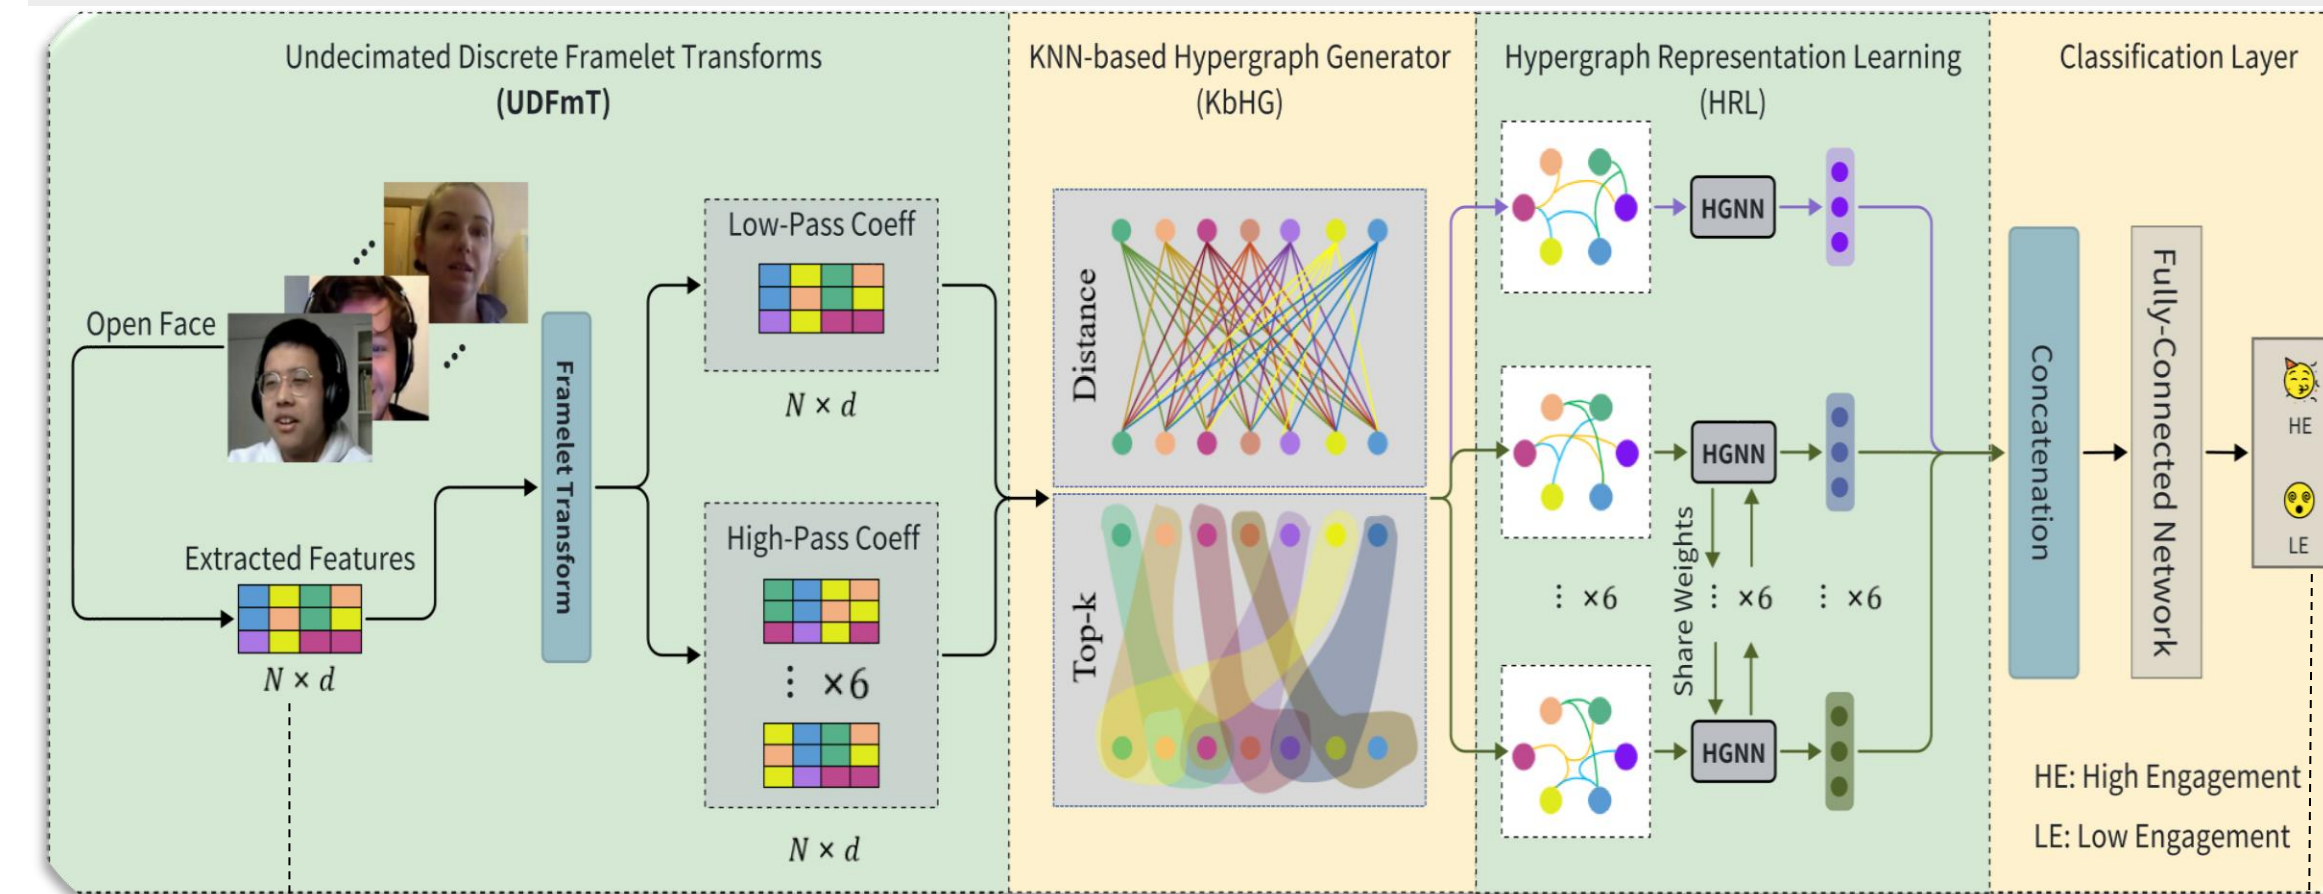 Undecimated Discrete Framelet Transforms
(UDFmT)
Open Face
Extracted Features
N × d
Framelet Transform
Low-Pass Coeff
N × d
High-Pass Coeff
⋮ ×6
N × d
KNN-based Hypergraph Generator
(KbHG)
Distance
Top-k
Hypergraph Representation Learning
(HRL)
HGNN
HGNN
Share Weights
⋮ ×6
⋮ ×6
⋮ ×6
HGNN
Classification Layer
Concatenation
Fully-Connected Network
HE
LE
HE: High Engagement
LE: Low Engagement